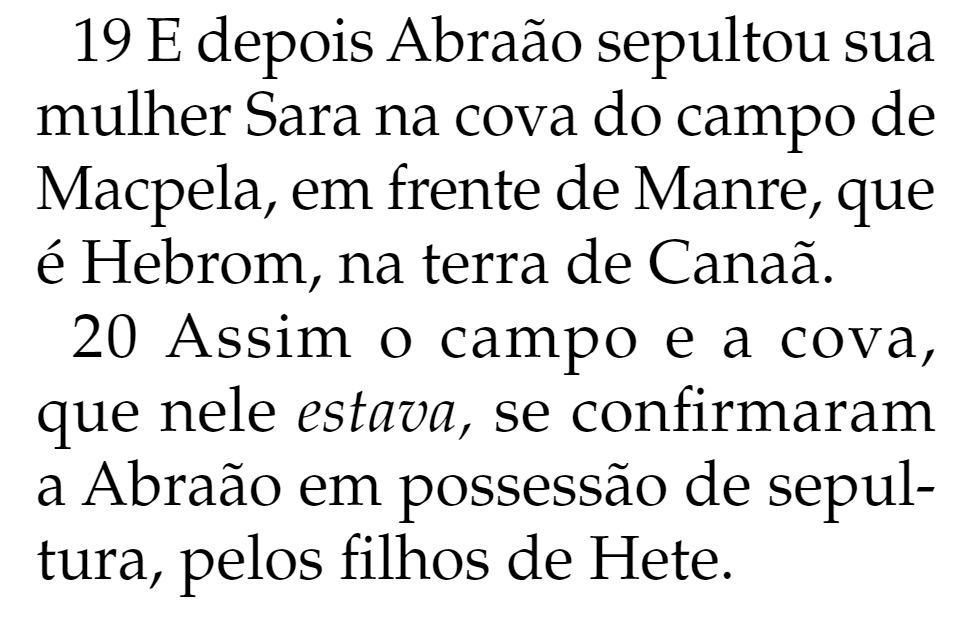 19 E depois Abraão sepultou sua
mulher Sara na cova do campo de
Macpela, em frente de Manre, que
é Hebrom, na terra de Canaã.
20 Assim o campo e a cova,
que nele estava, se confirmaram
a Abraão em possessão de sepul-
tura, pelos filhos de Hete.